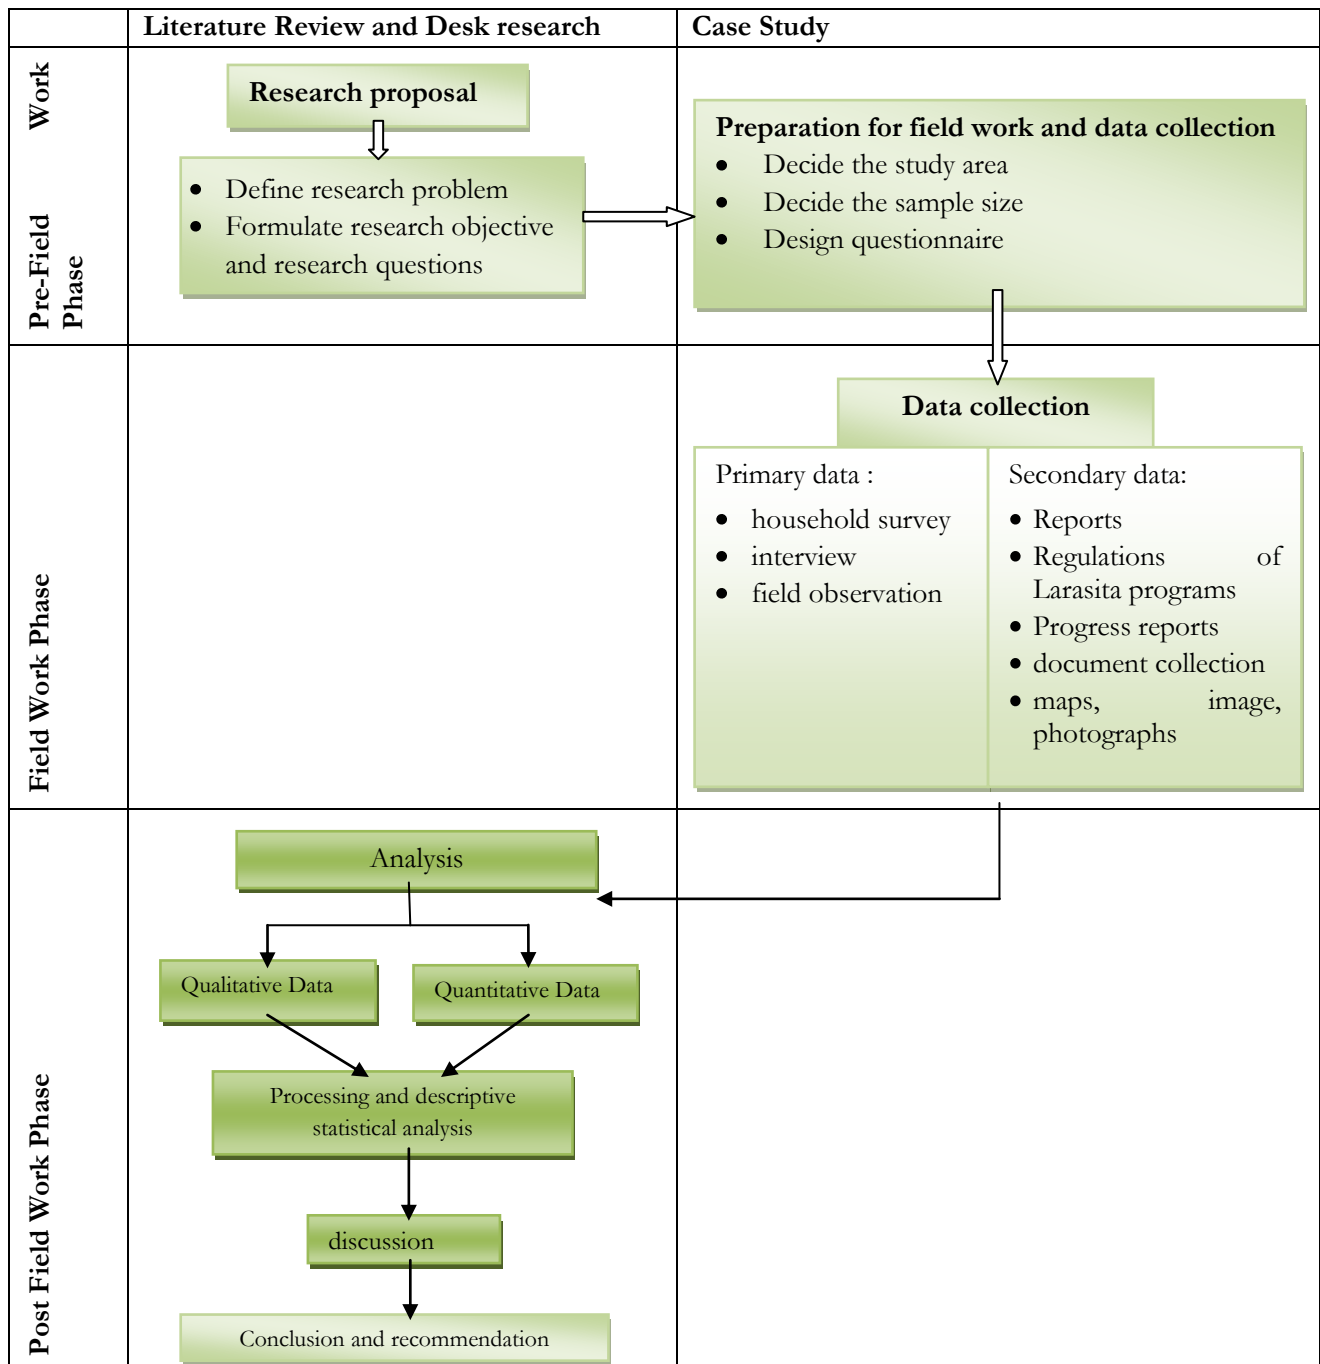 Literature Review and Desk research
Case Study
Pre-Field Work
Phase
Research proposal
• Define research problem
• Formulate research objective
and research questions
Preparation for field work and data collection
• Decide the study area
• Decide the sample size
• Design questionnaire
Field Work Phase
Data collection
Primary data :
• household survey
• interview
• field observation
Secondary data:
• Reports
• Regulations of
Larasita programs
• Progress reports
• document collection
• maps, image,
photographs
Post Field Work Phase
Analysis
Qualitative Data
Quantitative Data
Processing and descriptive
statistical analysis
discussion
Conclusion and recommendation